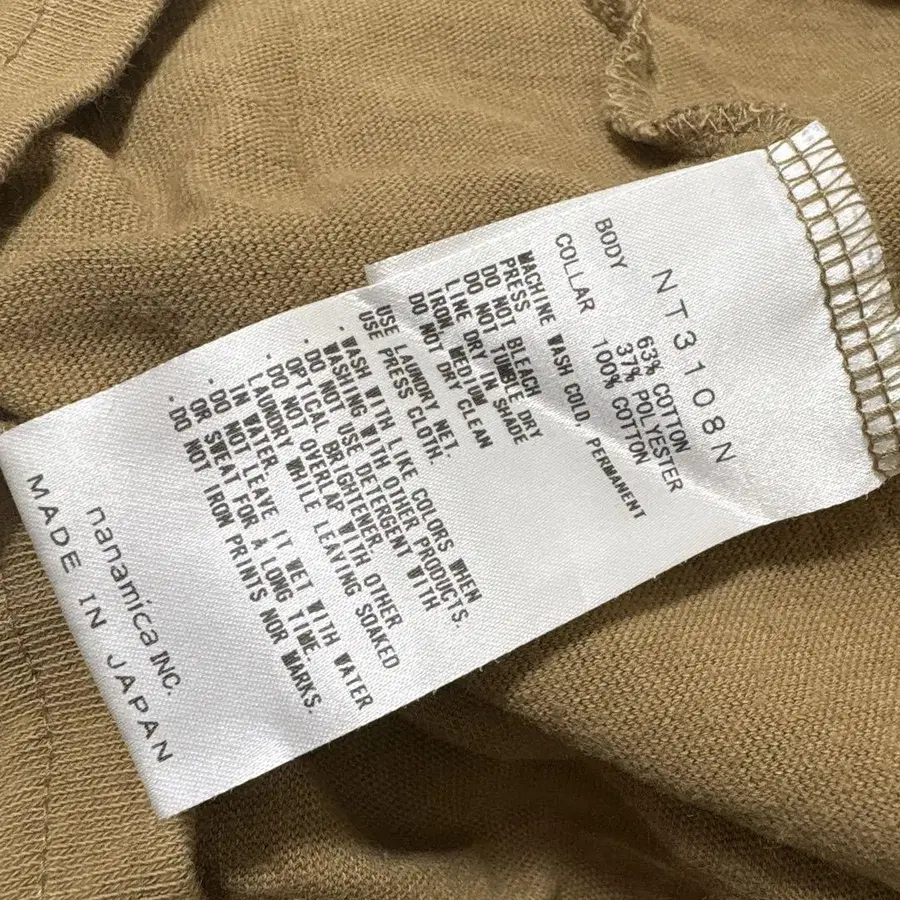 NT3108N
BODY 63% COTTON
37% POLYESTER
COLLAR 100% COTTON
MACHINE WASH COLD, PERMANENT
PRESS
DO NOT BLEACH
DO NOT TUMBLE DRY
LINE DRY IN SHADE
IRON, MEDIUM
DO NOT DRY CLEAN
USE LAUNDRY NET.
USE PRESS CLOTH.
·WASH WITH LIKE COLORS WHEN
WASHING WITH OTHER PRODUCTS.
·DO NOT USE DETERGENT WITH
OPTICAL BRIGHTENER.
·DO NOT OVERLAP WITH OTHER
LAUNDRY WHILE LEAVING SOAKED
IN WATER.
·DO NOT LEAVE IT WET WITH WATER
OR SWEAT FOR A LONG TIME.
·DO NOT IRON PRINTS NOR MARKS.
nanamica INC.
MADE IN JAPAN